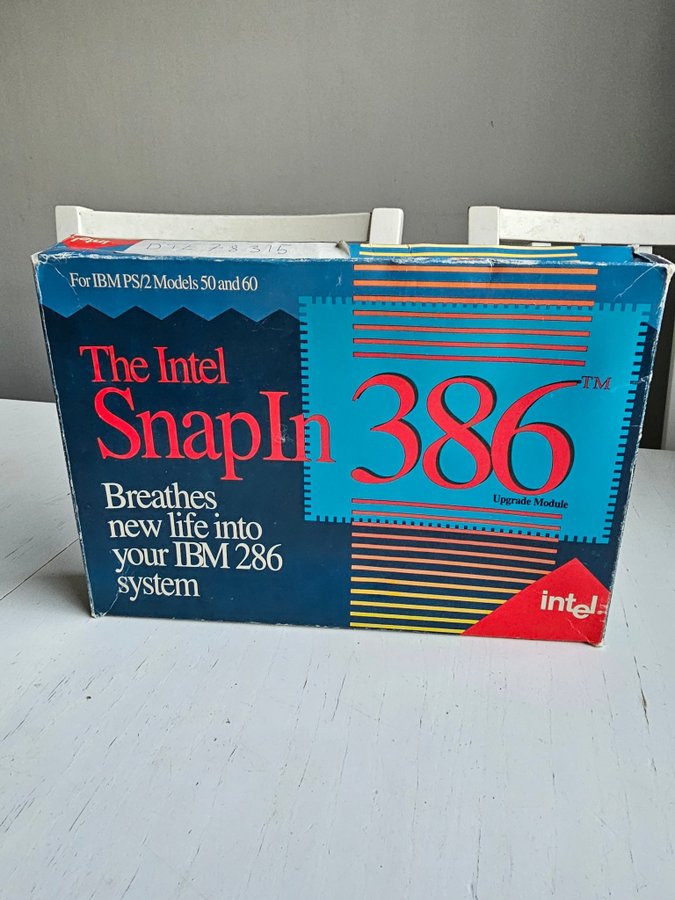 intel
For IBM PS/2 Models 50 and 60
The Intel
SnapIn 386™
Upgrade Module
Breathes
new life into
your IBM 286
system
intel